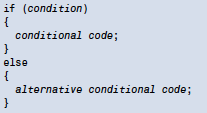 if (condition)
{
  conditional code;
}
else
{
  alternative conditional code;
}